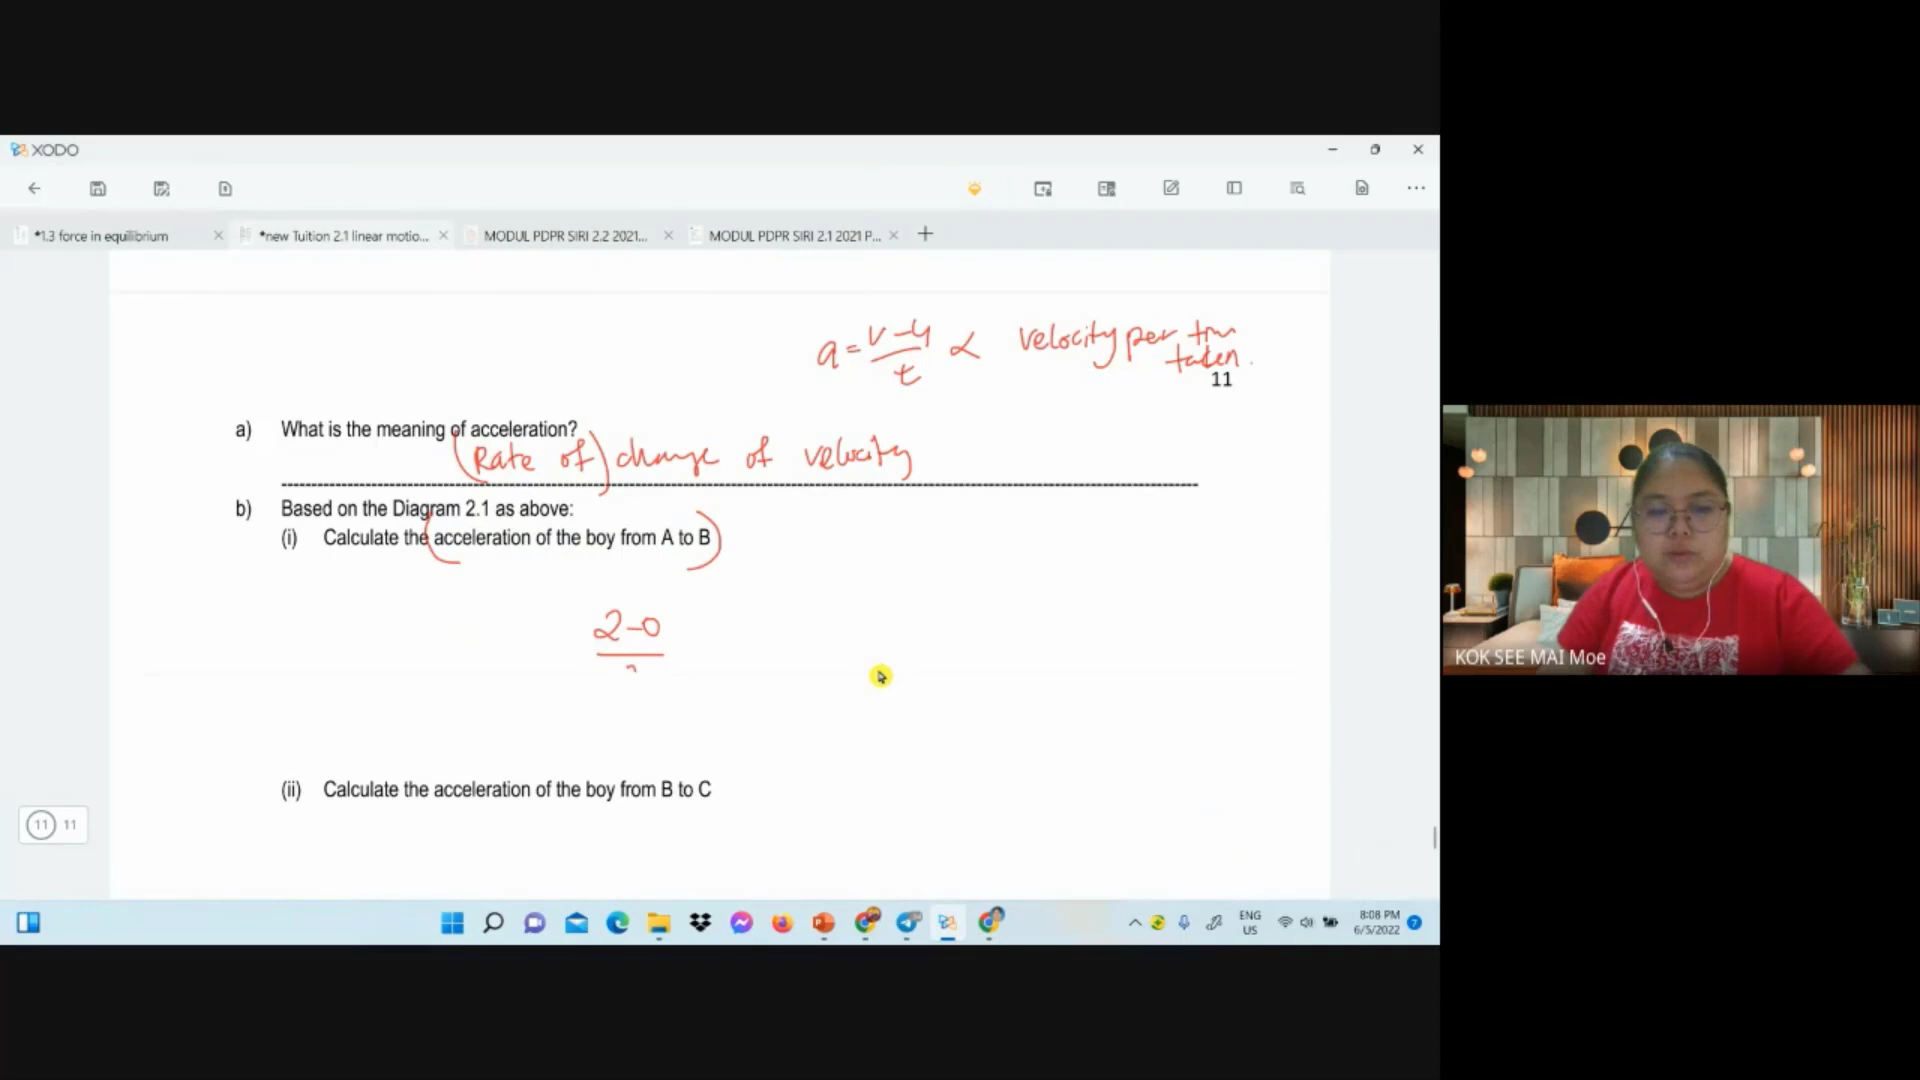 XODO
*1.3 force in equilibrium
*new Tuition 2.1 linear motio...
MODUL PDPR SIRI 2.2 2021...
MODUL PDPR SIRI 2.1 2021 P...
a = v-u / t ∝ velocity per
taken.
11
a) What is the meaning of acceleration?
(Rate of) change of velocity
b) Based on the Diagram 2.1 as above:
(i) Calculate the acceleration of the boy from A to B
2-0
(ii) Calculate the acceleration of the boy from B to C
11 11
KOK SEE MAI Moe
ENG
US
8:08 PM
6/5/2022
7